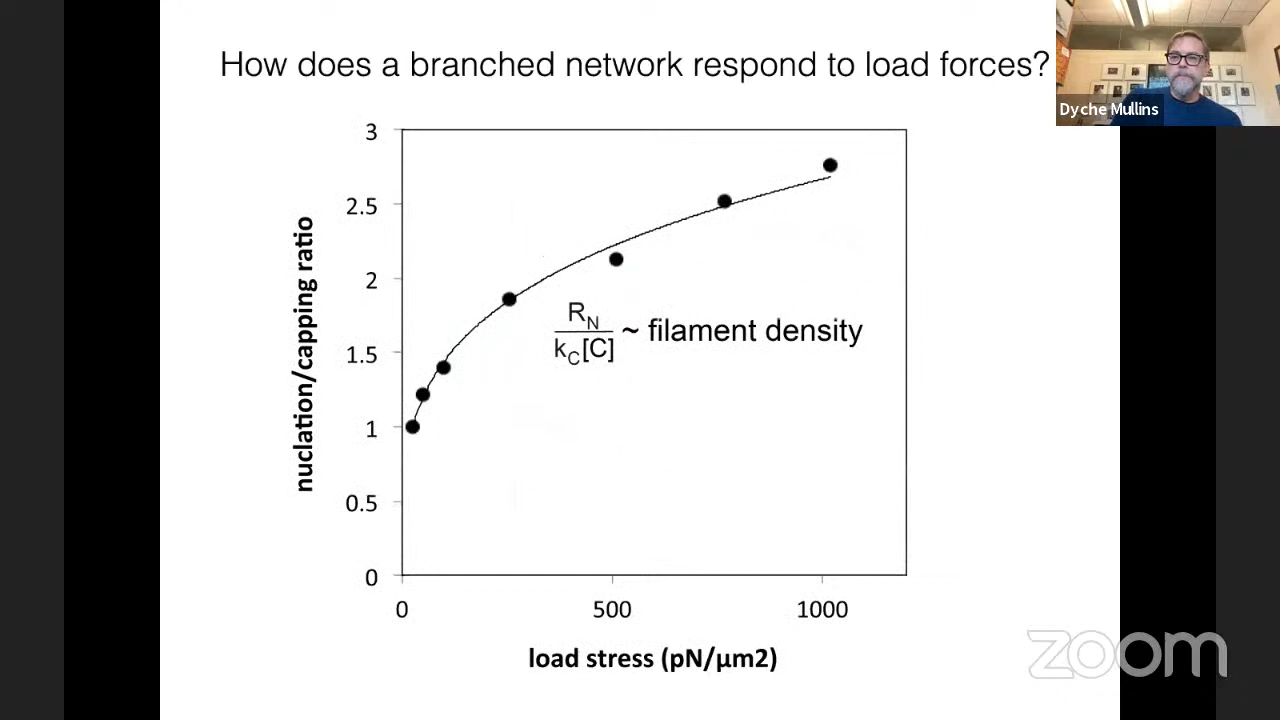 How does a branched network respond to load forces?
Dyche Mullins
3
2.5
2
1.5
1
0.5
0
nuclation/capping ratio
R_N
k_C[C]
~ filament density
0 500 1000
load stress (pN/µm2)
zoom